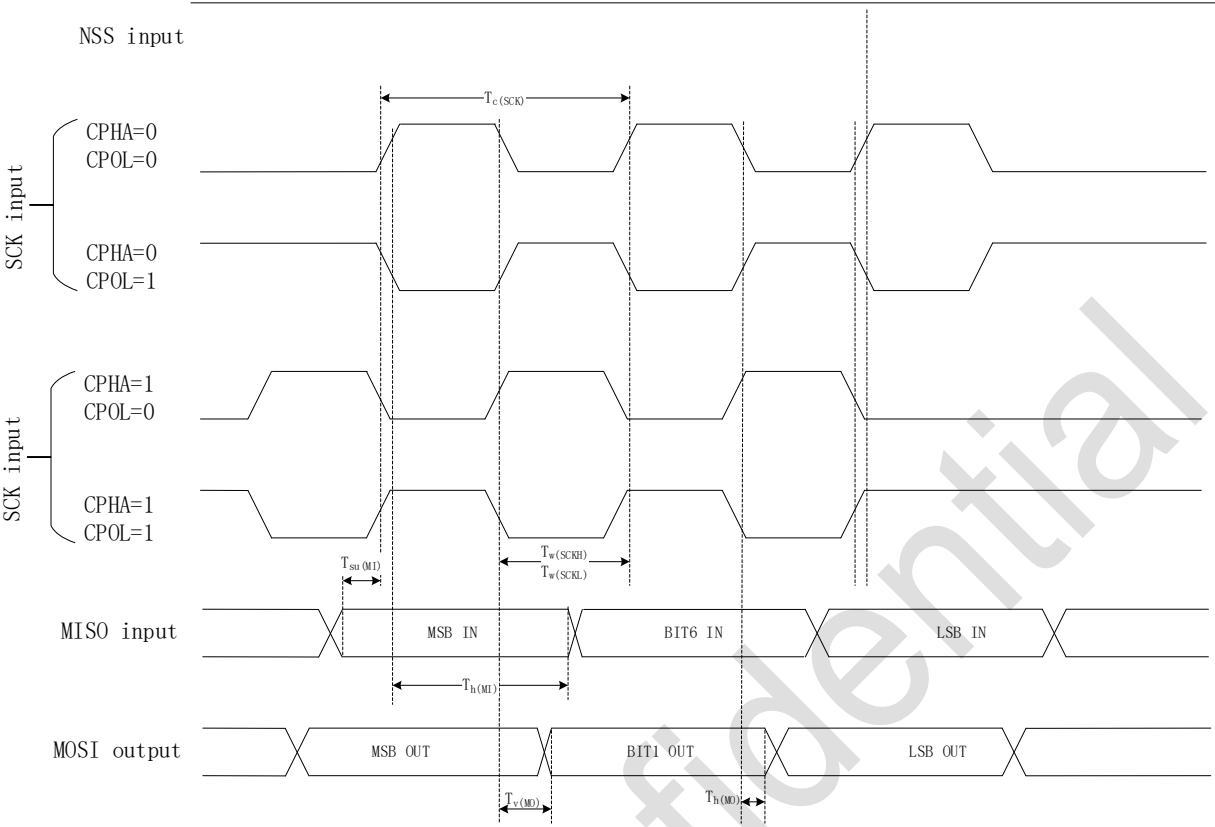 NSS input
Tc(SCK)
SCK input
CPHA=0
CPOL=0
CPHA=0
CPOL=1
SCK input
CPHA=1
CPOL=0
CPHA=1
CPOL=1
Tsu(MI)
Tw(SCKH)
Tw(SCKL)
MISO input
MSB IN
BIT6 IN
LSB IN
Th(MI)
MOSI output
MSB OUT
BIT1 OUT
LSB OUT
Tv(MO)
Th(MO)
fidential